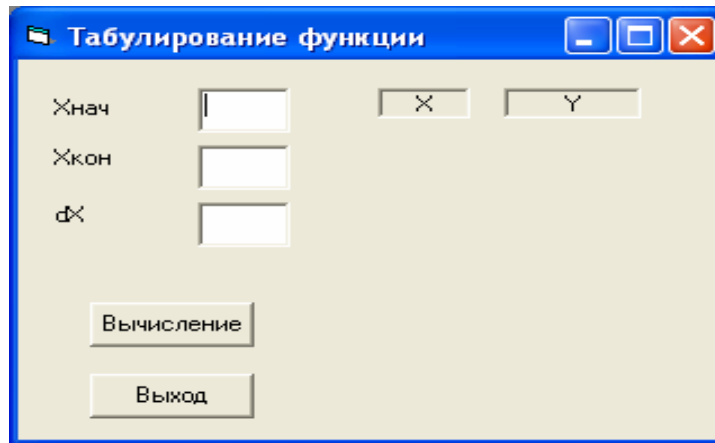 Табулирование функции
Xнач X Y
Xкон
dX
Вычисление
Выход